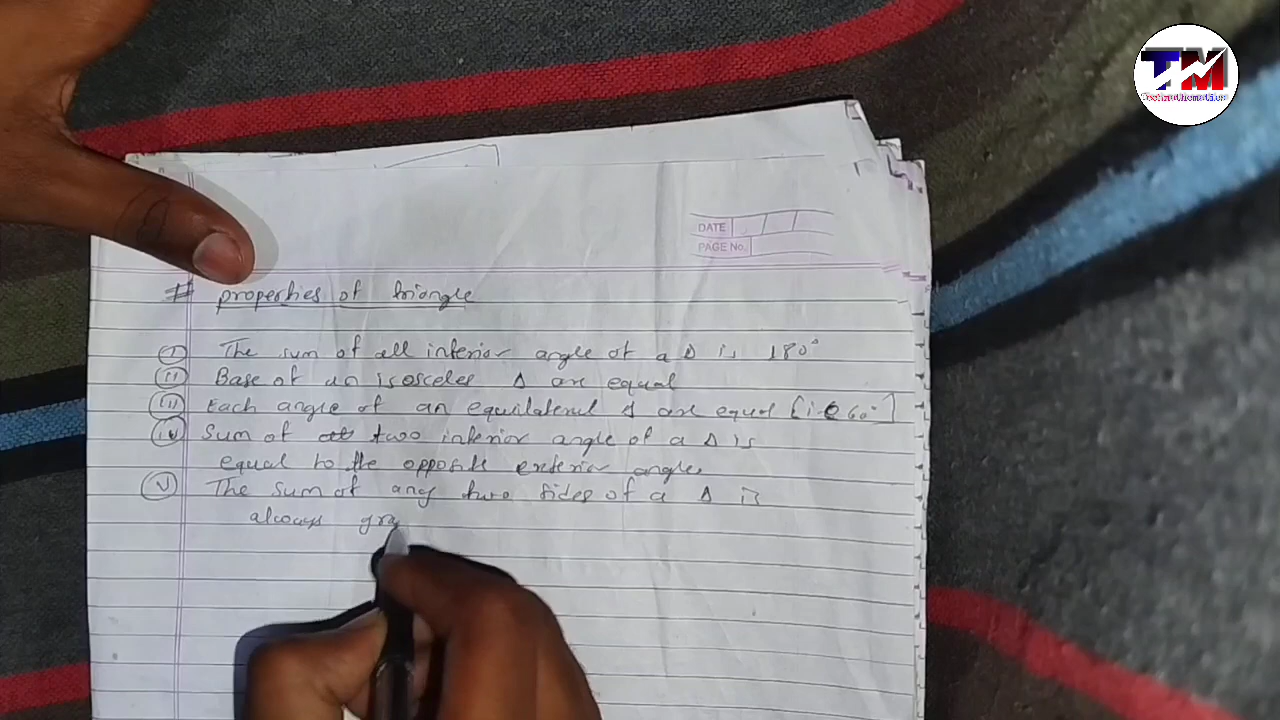 TM
DATE
PAGE No.
# properties of triangle
(I) The sum of all interior angle of a Δ is 180°
(II) Base of an isosceles Δ are equal
(III) Each angle of an equilateral Δ are equal [i.e 60°]
(IV) Sum of two interior angle of a Δ is
equal to the opposite exterior angle.
(V) The sum of any two sides of a Δ is
always gre